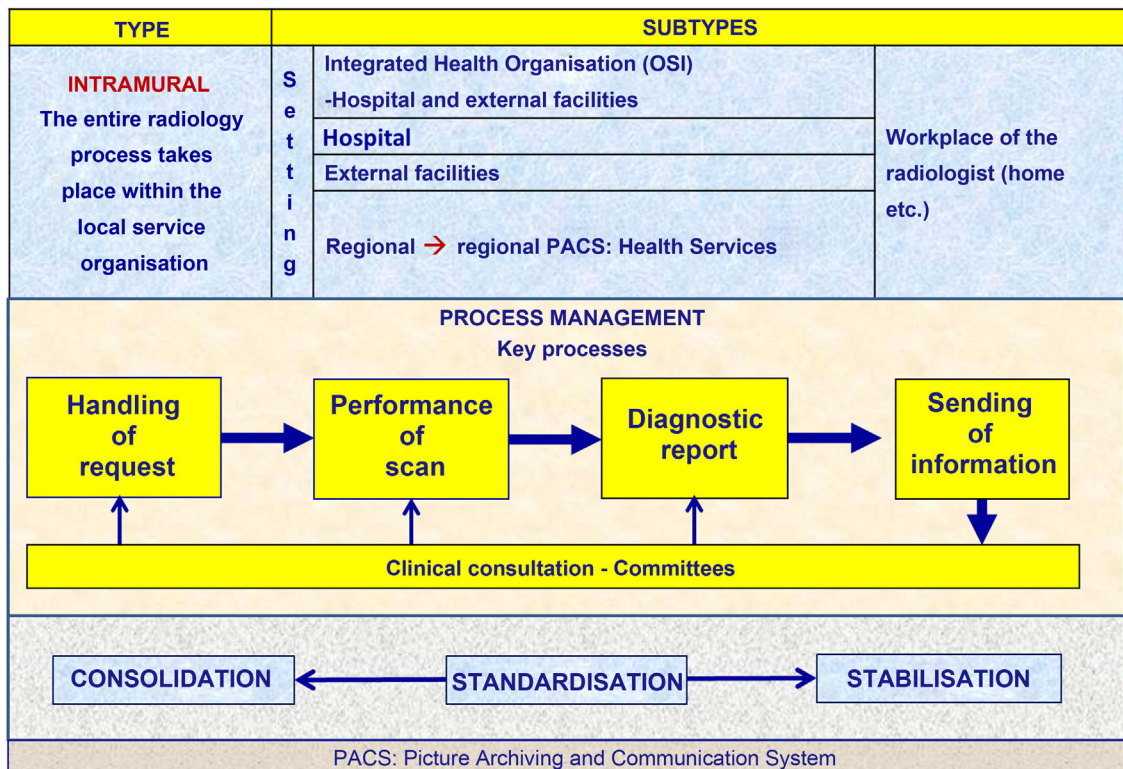 TYPE
SUBTYPES
INTRAMURAL
The entire radiology
process takes
place within the
local service
organisation
Setting
Integrated Health Organisation (OSI)
-Hospital and external facilities
Hospital
External facilities
Regional → regional PACS: Health Services
Workplace of the
radiologist (home
etc.)
PROCESS MANAGEMENT
Key processes
Handling
of
request
Performance
of
scan
Diagnostic
report
Sending
of
information
Clinical consultation - Committees
CONSOLIDATION
STANDARDISATION
STABILISATION
PACS: Picture Archiving and Communication System